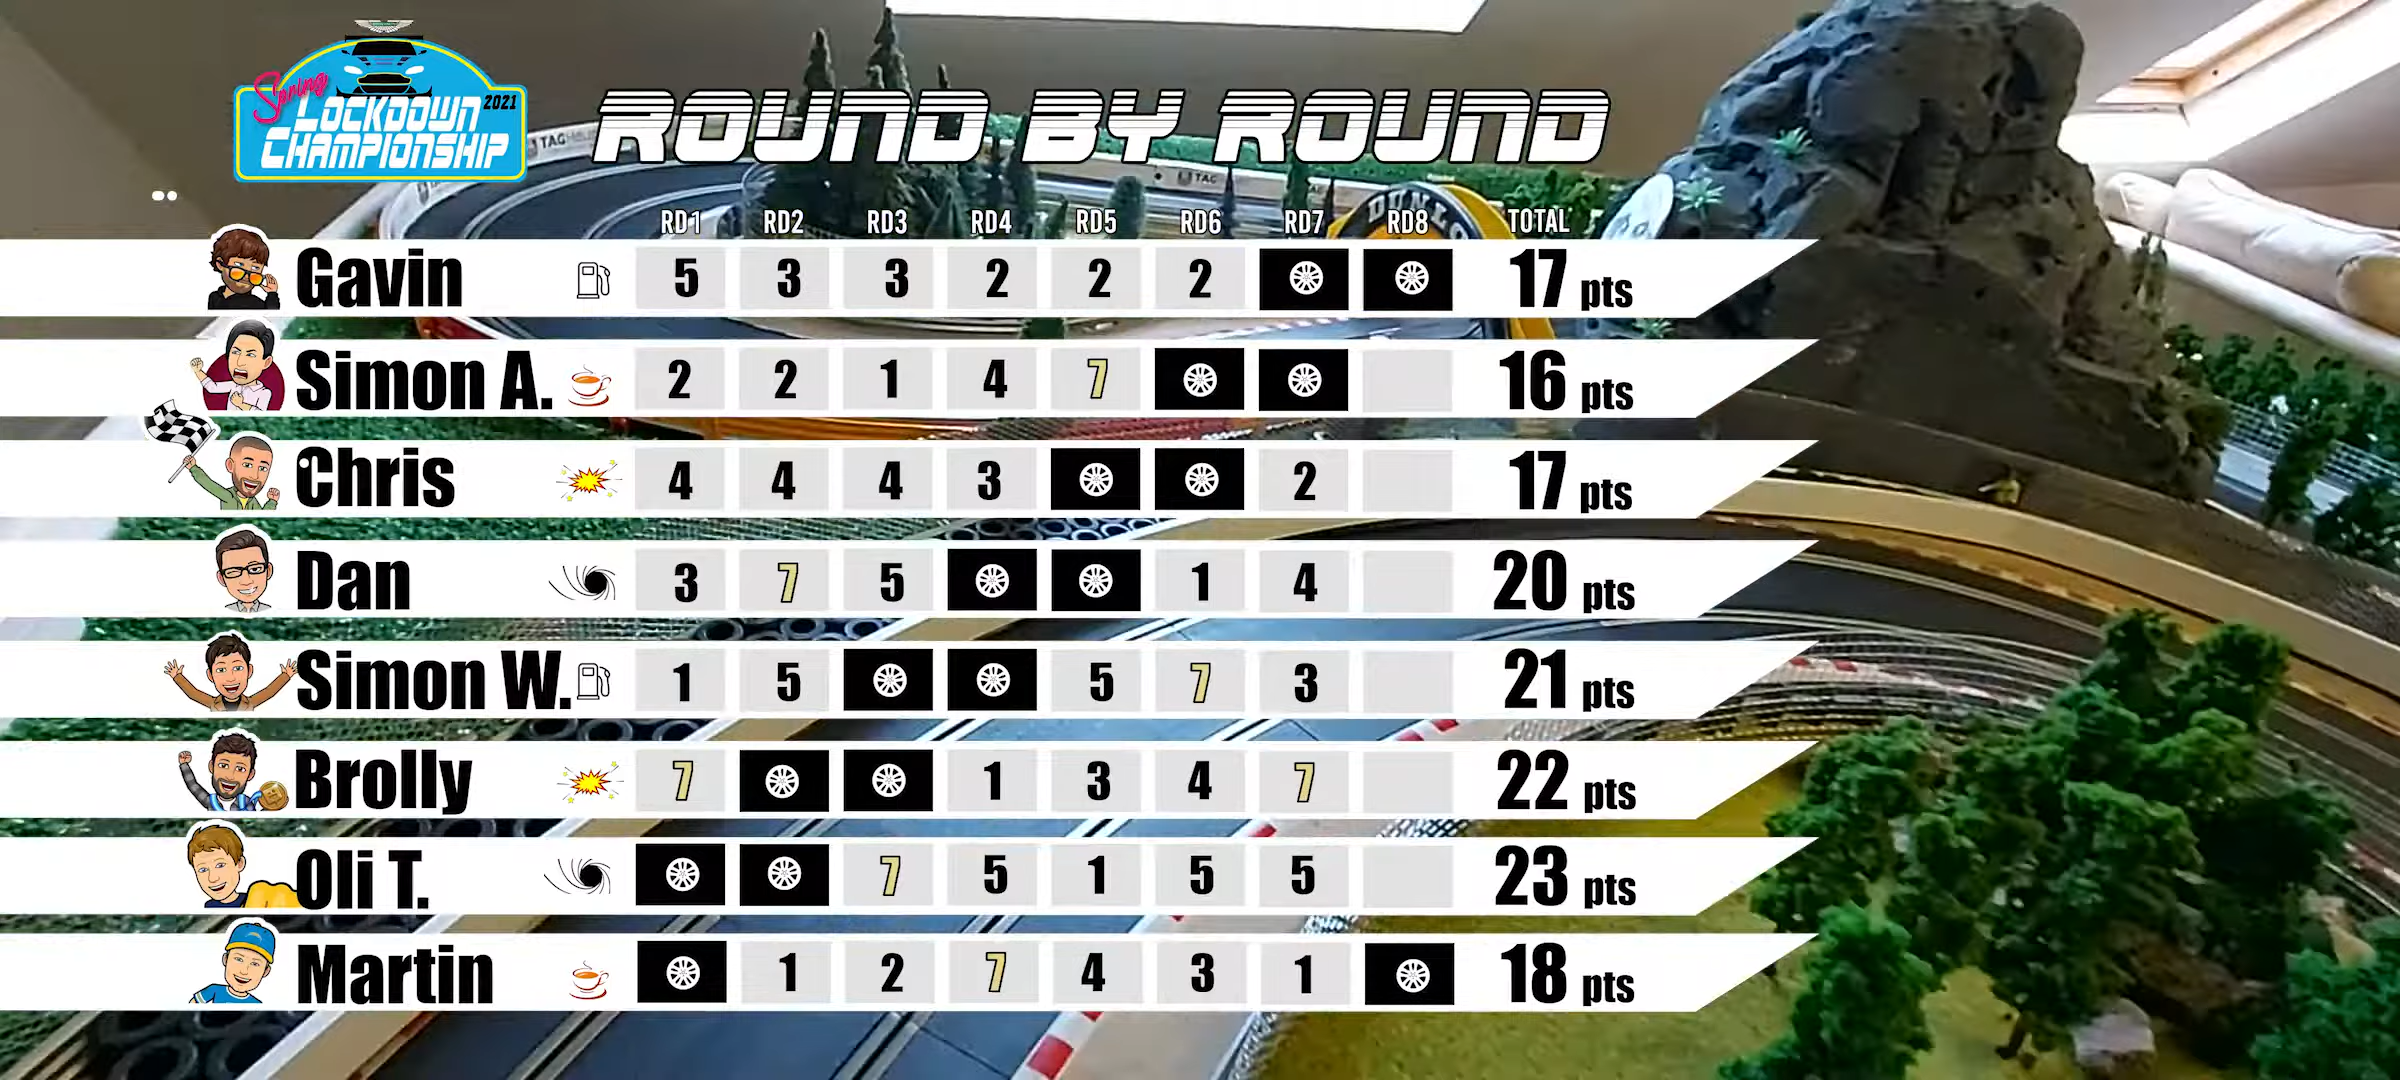 Spring
LOCKDOWN 2021
CHAMPIONSHIP
ROUND BY ROUND
TAG HEUER
TAG
DUNLO
RD1 RD2 RD3 RD4 RD5 RD6 RD7 RD8 TOTAL
Gavin 5 3 3 2 2 2 17 pts
Simon A. 2 2 1 4 7 16 pts
Chris 4 4 4 3 2 17 pts
Dan 3 7 5 1 4 20 pts
Simon W. 1 5 5 7 3 21 pts
Brolly 7 1 3 4 7 22 pts
Oli T. 7 5 1 5 5 23 pts
Martin 1 2 7 4 3 1 18 pts